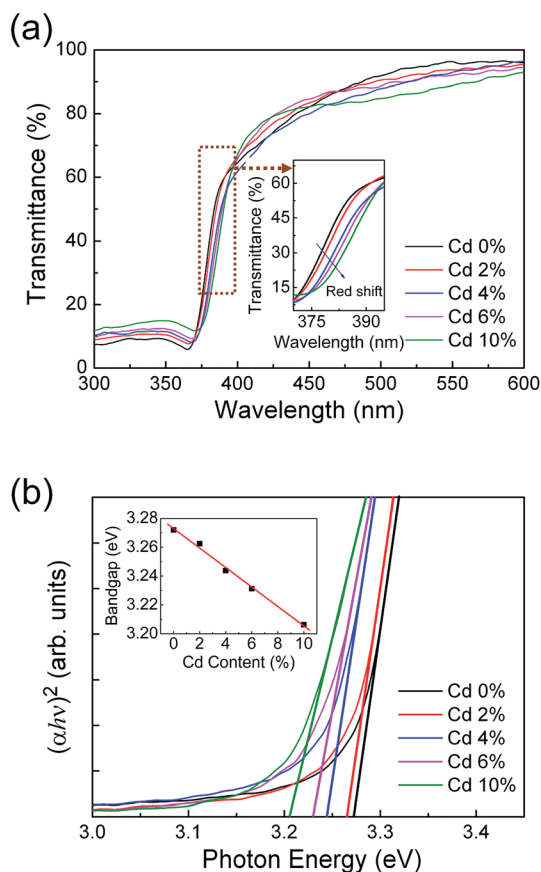 (a)
100
80
60
40
20
0
Transmittance (%)
300 350 400 450 500 550 600
Wavelength (nm)
60
45
30
15
Transmittance (%)
Red shift
375 395
Wavelength (nm)
Cd 0%
Cd 2%
Cd 4%
Cd 6%
Cd 10%
(b)
(αhν)² (arb. units)
3.28
3.26
3.24
3.22
3.20
Bandgap (eV)
0 2 4 6 8 10
Cd Content (%)
Cd 0%
Cd 2%
Cd 4%
Cd 6%
Cd 10%
3.0 3.1 3.2 3.3 3.4
Photon Energy (eV)